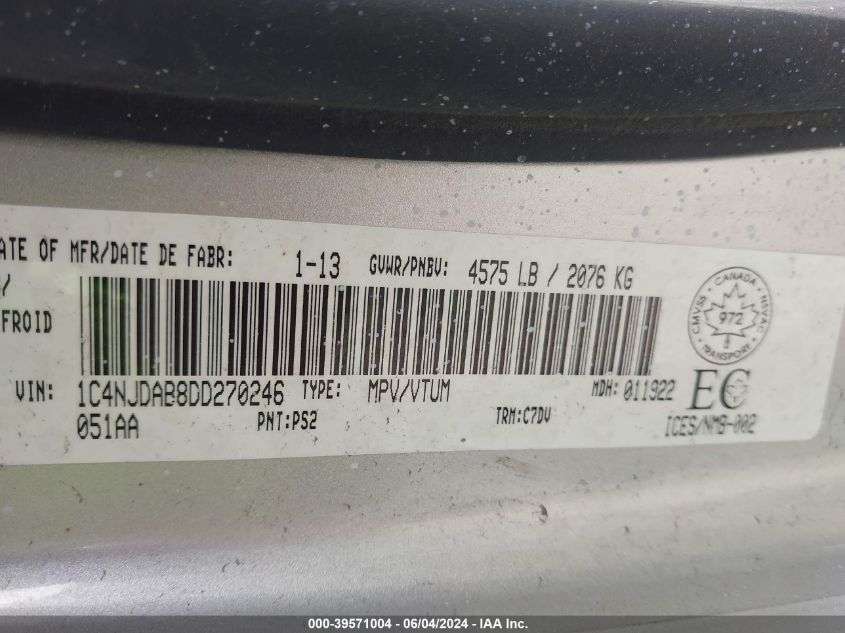 ATE OF MFR/DATE DE FABR: 1-13 GVWR/PNBV: 4575 LB / 2076 KG
/
FROID
CANADA
CMVSS NSVAC
972
TRANSPORT
VIN: 1C4NJDAB8DD270246 TYPE: MPV/VTUM MDH: 011922 EC
051AA PNT:PS2 TRM:C7DV ICES/NMB-002
000-39571004 - 06/04/2024 - IAA Inc.